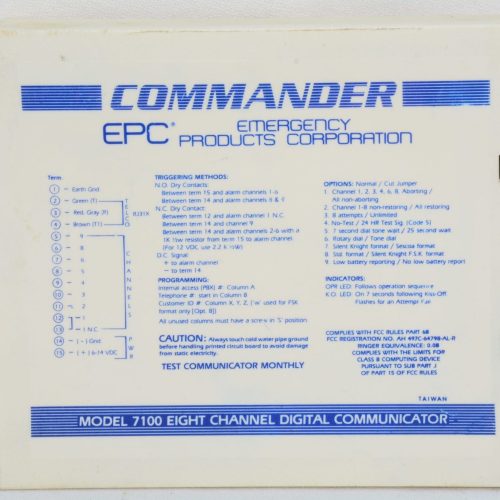 COMMANDER
EPC® EMERGENCY
PRODUCTS CORPORATION
Term
1 – Earth Gnd
2 – Green (T)
3 – Red, Gray (R)
4 – Brown (T1)
5 – 9
6 – 8
7 – 6
8 – 5
9 – 4
10 – 3
11 – 2
12 – 1
13 – 1 N.C.
14 – (–) Gnd
15 – (+) 6-14 VDC
TELCO
RJ31X
CHANNELS
PWR
TRIGGERING METHODS:
N.O. Dry Contacts:
Between term 15 and alarm channels 1-6
Between term 14 and alarm channels 8 & 9
N.C. Dry Contact:
Between term 12 and alarm channel 1 N.C.
Between term 14 and channel 9
Between term 14 and alarm channels 2-6 with a
1K ½W resistor from term 15 to alarm channel
(For 12 VDC use 2.2 K ½W)
D.C. Signal:
+ to alarm channel
– to term 14
PROGRAMMING:
Internal access (PBX) #: Column A
Telephone #: start in Column B
Customer ID #: Column X, Y, Z, ('w' used for FSK
format only [Opt. 8])
All unused columns must have a screw in 'S' position
CAUTION: Always touch cold water pipe ground
before handling printed circuit board to avoid damage
from static electricity.
TEST COMMUNICATOR MONTHLY
OPTIONS: Normal / Cut Jumper
1. Channel 1, 2, 3, 4, 6, 8, Aborting /
All non-aborting
2. Channel 1-8 non-restoring / All restoring
3. 8 attempts / Unlimited
4. No-Test / 24 HR Test Sig. (Code 5)
5. 7 second dial tone wait / 25 second wait
6. Rotary dial / Tone dial
7. Silent Knight format / Sescoa format
8. Std. format / Silent Knight F.S.K. format
9. Low battery reporting / No low battery report
INDICATORS:
OPR LED: Follows operation sequence
K.O. LED: On 7 seconds following Kiss-Off
Flashes for an Attempt Fail
COMPLIES WITH FCC RULES PART 68
FCC REGISTRATION NO. AH 497C-64798-AL-R
RINGER EQUIVALENCE: 0.0B
COMPLIES WITH THE LIMITS FOR
CLASS B COMPUTING DEVICE
PURSUANT TO SUB PART J
OF PART 15 OF FCC RULES
TAIWAN
MODEL 7100 EIGHT CHANNEL DIGITAL COMMUNICATOR